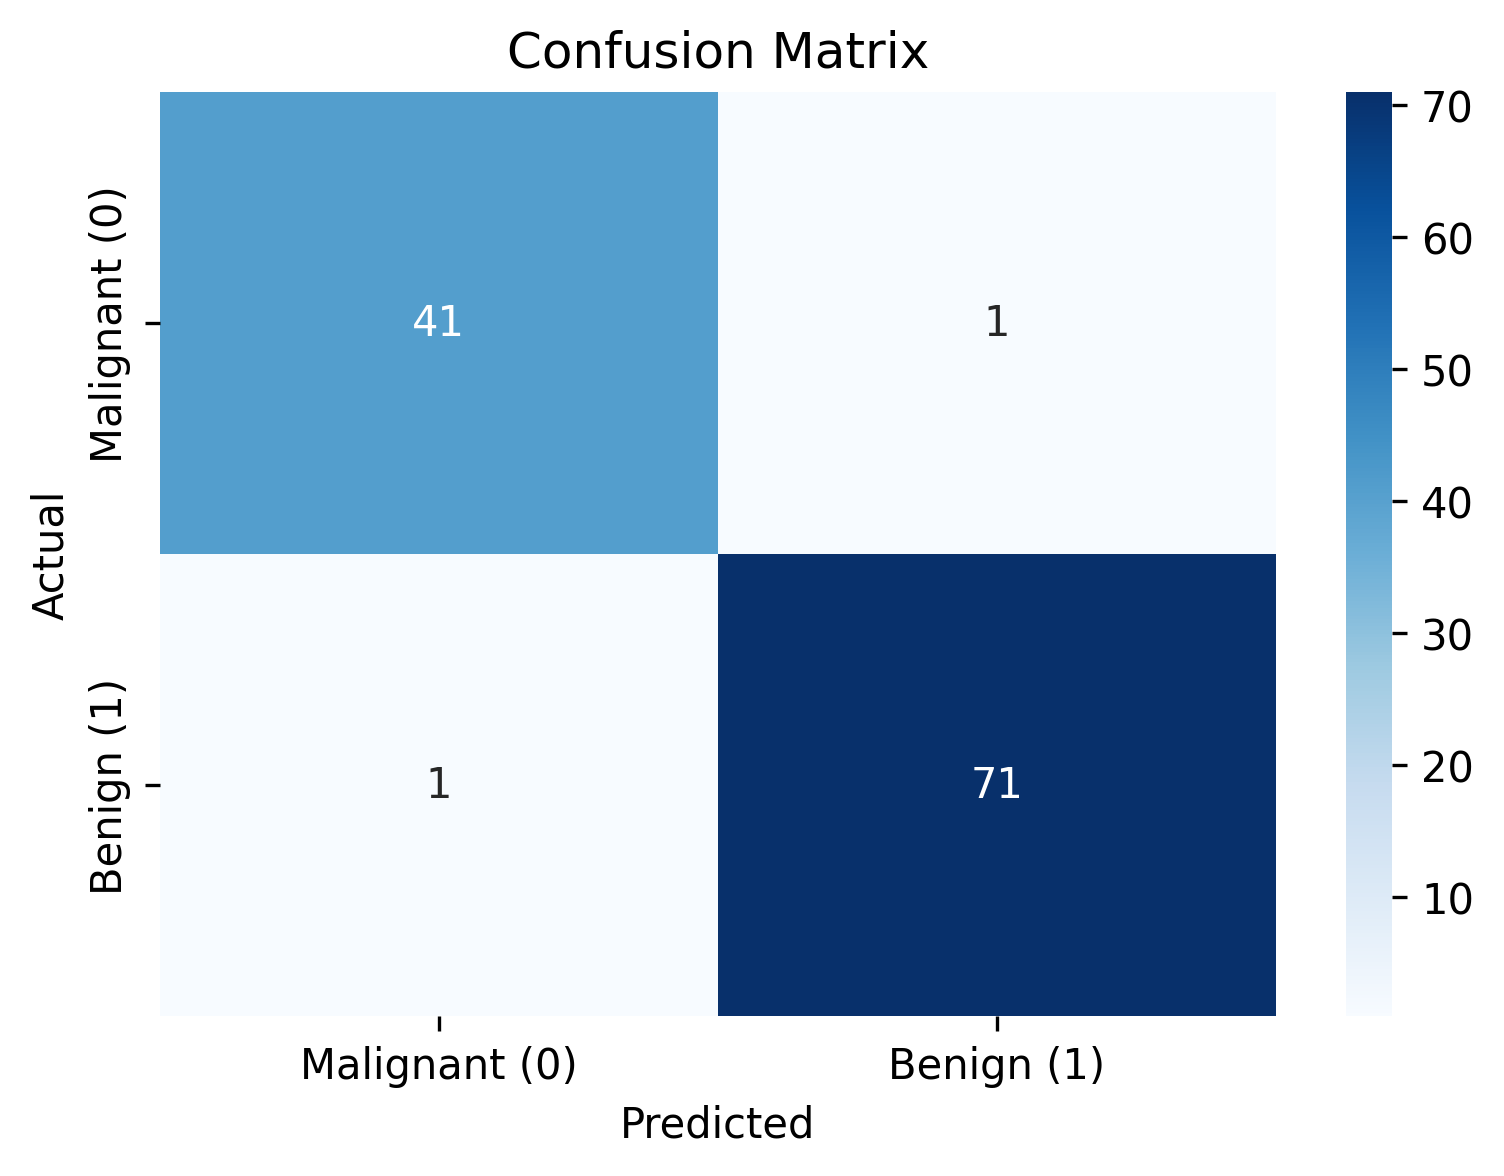 Confusion Matrix
Actual
Malignant (0)
Benign (1)
41
1
1
71
Malignant (0)
Benign (1)
Predicted
70
60
50
40
30
20
10